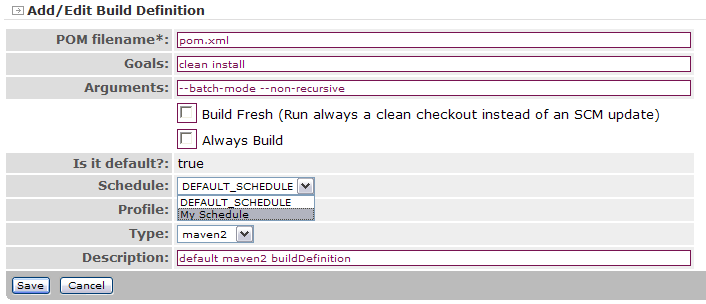 Add/Edit Build Definition
POM filename*: pom.xml
Goals: clean install
Arguments: --batch-mode --non-recursive
Build Fresh (Run always a clean checkout instead of an SCM update)
Always Build
Is it default?: true
Schedule: DEFAULT_SCHEDULE
DEFAULT_SCHEDULE
Profile: My Schedule
Type: maven2
Description: default maven2 buildDefinition
Save Cancel